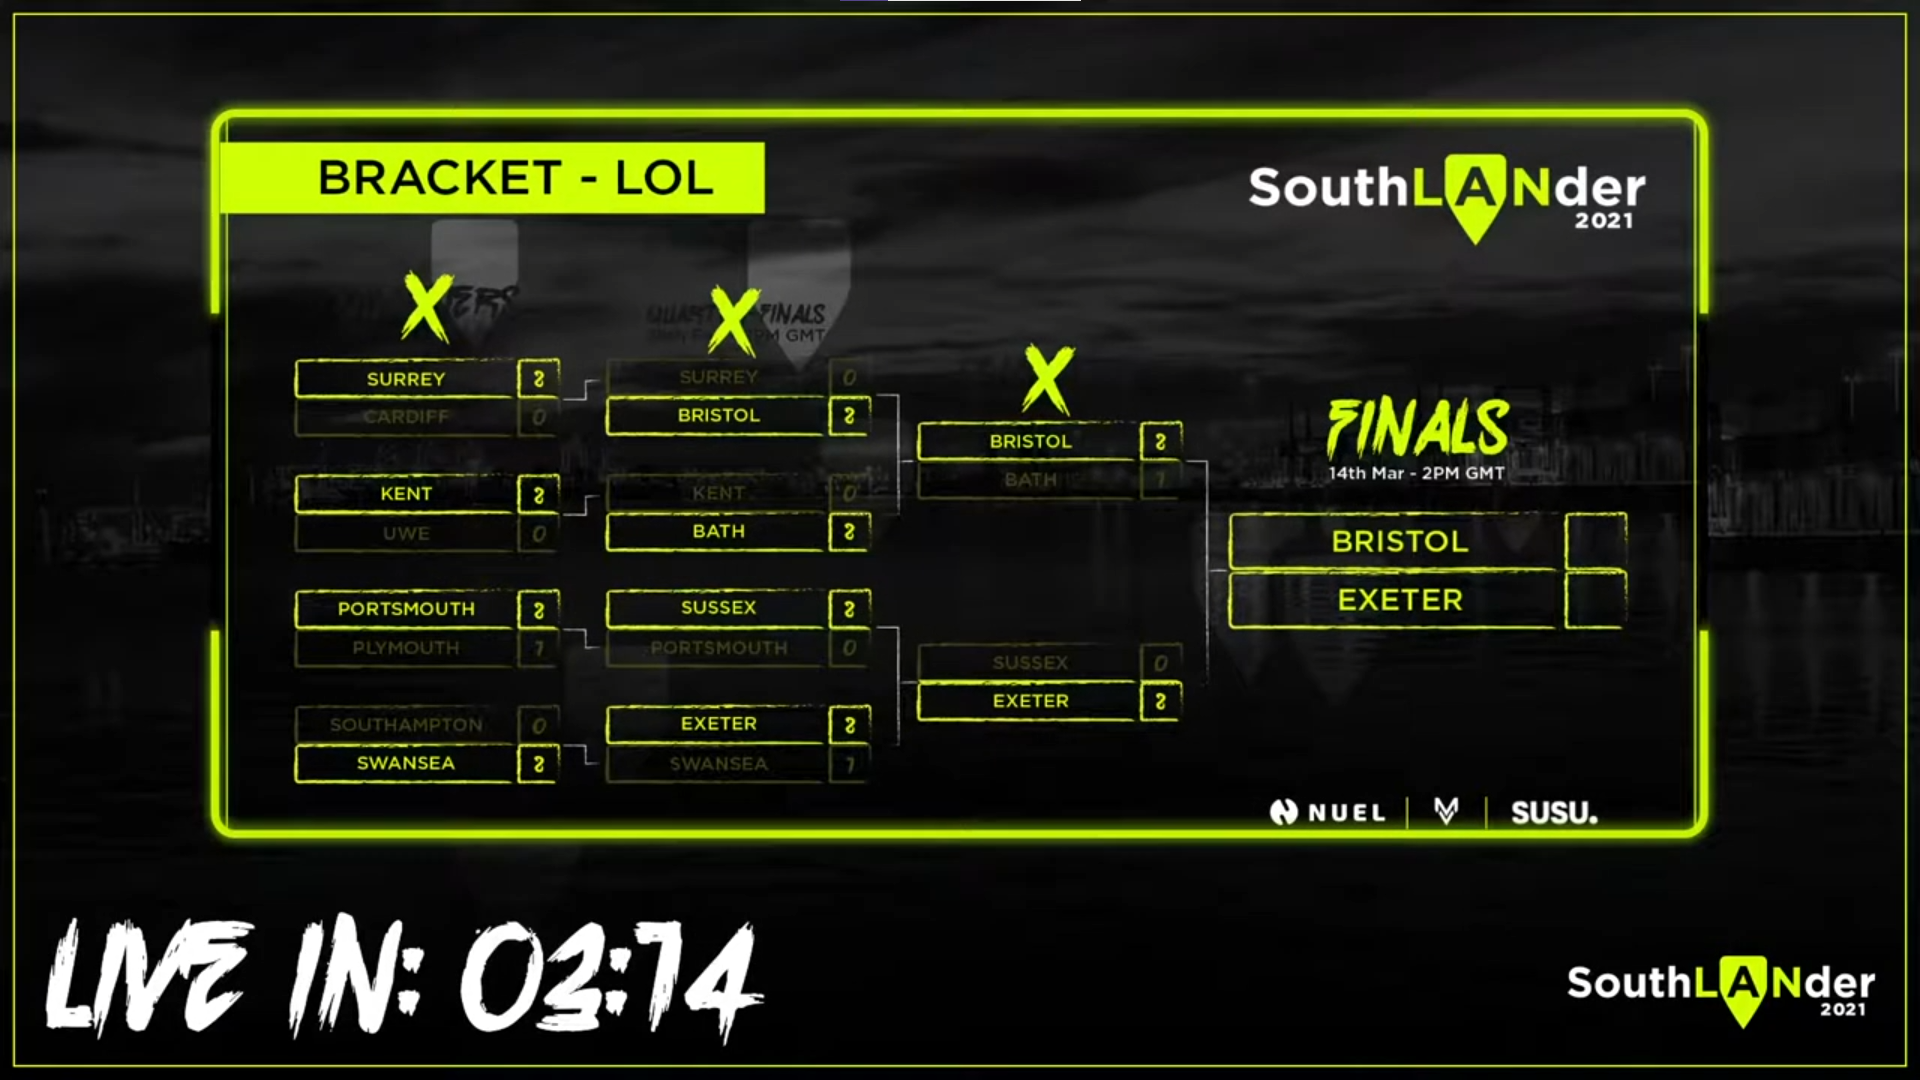 BRACKET - LOL
SouthLANder
2021
FINALS
14th Mar - 2PM GMT
SURREY 2
CARDIFF 0
KENT 2
UWE 0
PORTSMOUTH 2
PLYMOUTH 1
SOUTHAMPTON 0
SWANSEA 2
SURREY 0
BRISTOL 2
KENT 0
BATH 2
SUSSEX 2
PORTSMOUTH 0
EXETER 2
SWANSEA 1
BRISTOL 2
BATH 1
SUSSEX 0
EXETER 2
BRISTOL
EXETER
NUEL
SUSU.
LIVE IN: 03:14
SouthLANder
2021